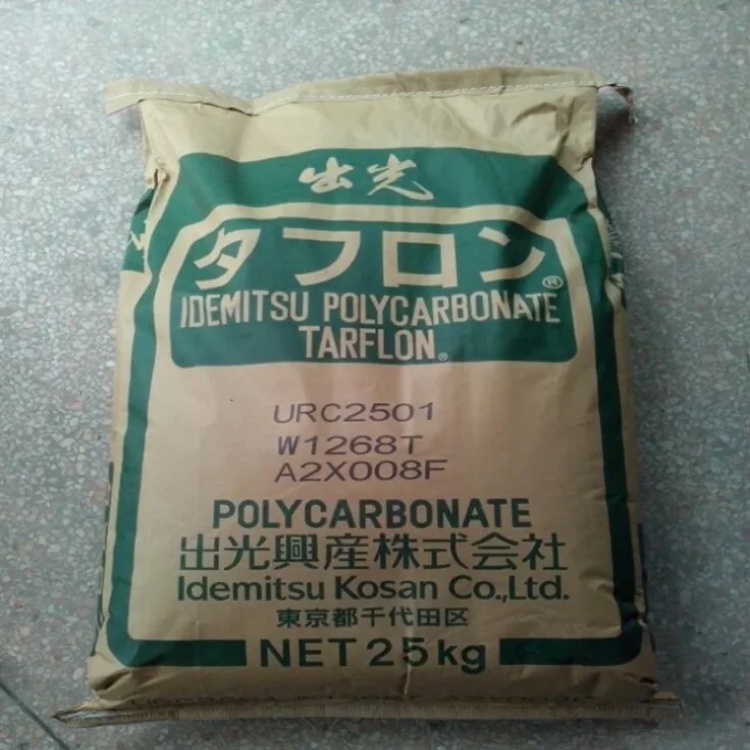 出光
タフロン®
IDEMITSU POLYCARBONATE
TARFLON®
URC2501
W1268T
A2X008F
POLYCARBONATE
出光興産株式会社
Idemitsu Kosan Co.,Ltd.
東京都千代田区
NET 25kg